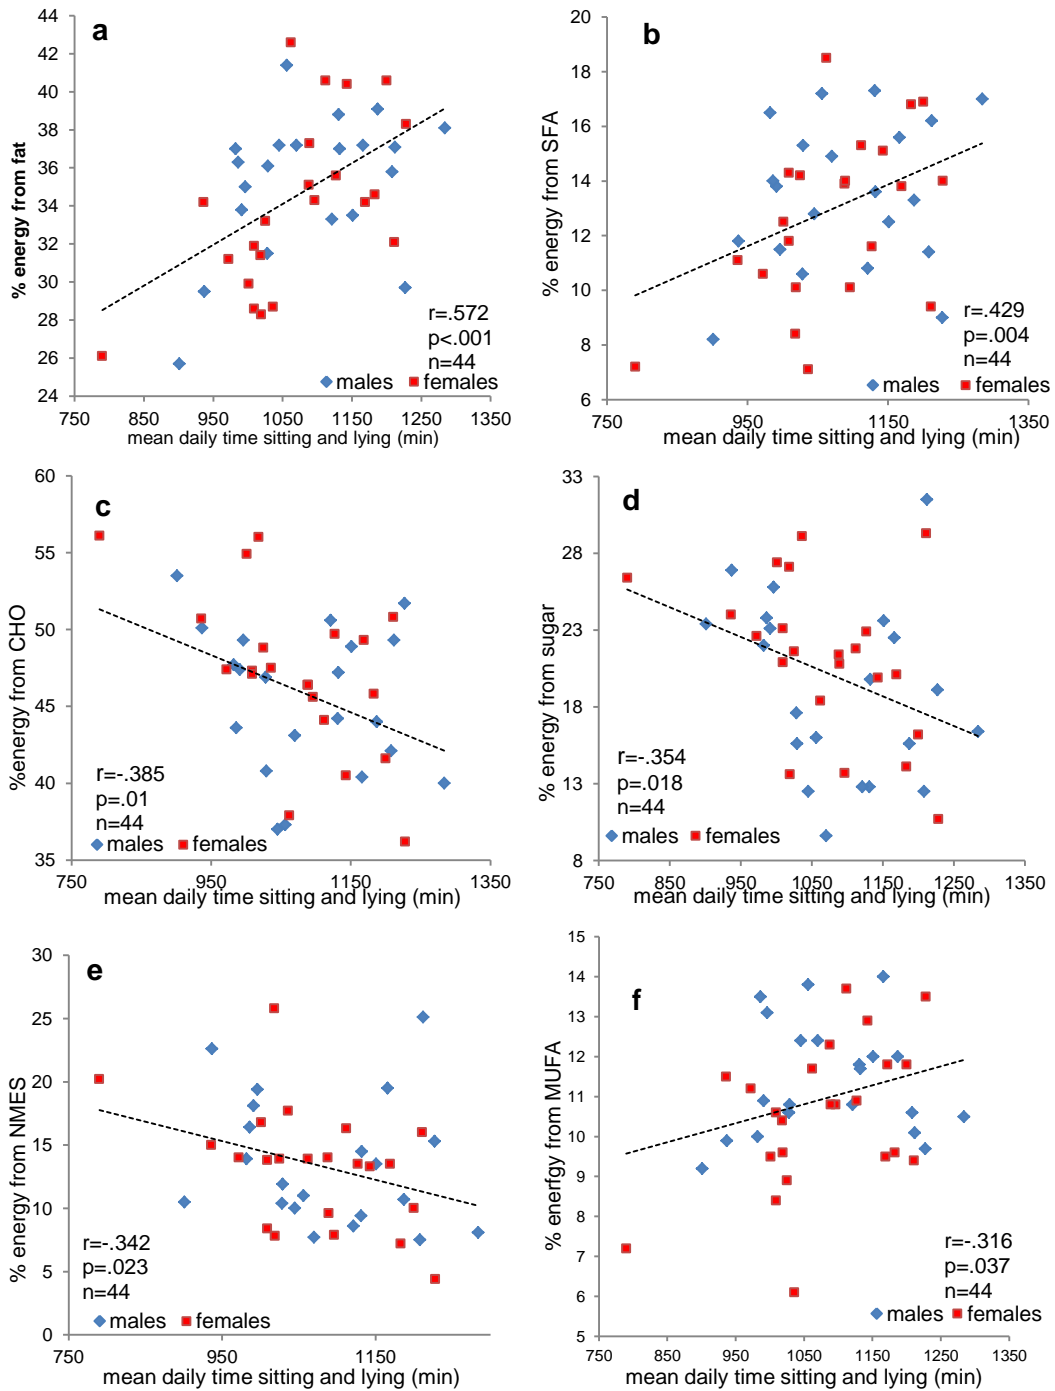 a
44
42
40
38
36
34
32
30
28
26
24
% energy from fat
r=.572
p<.001
n=44
males females
750 850 950 1050 1150 1250 1350
mean daily time sitting and lying (min)
b
20
18
16
14
12
10
8
6
% energy from SFA
r=.429
p=.004
n=44
males females
750 950 1150 1350
mean daily time sitting and lying (min)
c
60
55
50
45
40
35
%energy from CHO
r=-.385
p=.01
n=44
males females
750 950 1150 1350
mean daily time sitting and lying (min)
d
33
28
23
18
13
8
% energy from sugar
r=-.354
p=.018
n=44
males females
750 850 950 1050 1150 1250 1350
mean daily time sitting and lying (min)
e
30
25
20
15
10
5
0
% energy from NMES
r=-.342
p=.023
n=44
males females
750 950 1150
mean daily time sitting and lying (min)
f
15
14
13
12
11
10
9
8
7
6
5
% enerfgy from MUFA
r=-.316
p=.037
n=44
males females
750 850 950 1050 1150 1250 1350
mean daily time sitting and lying (min)